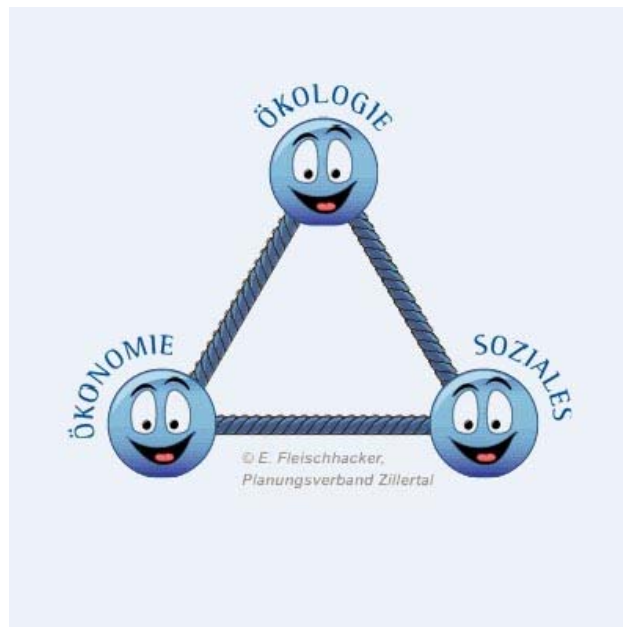 ÖKOLOGIE
ÖKONOMIE
SOZIALES
© E. Fleischhacker,
Planungsverband Zillertal